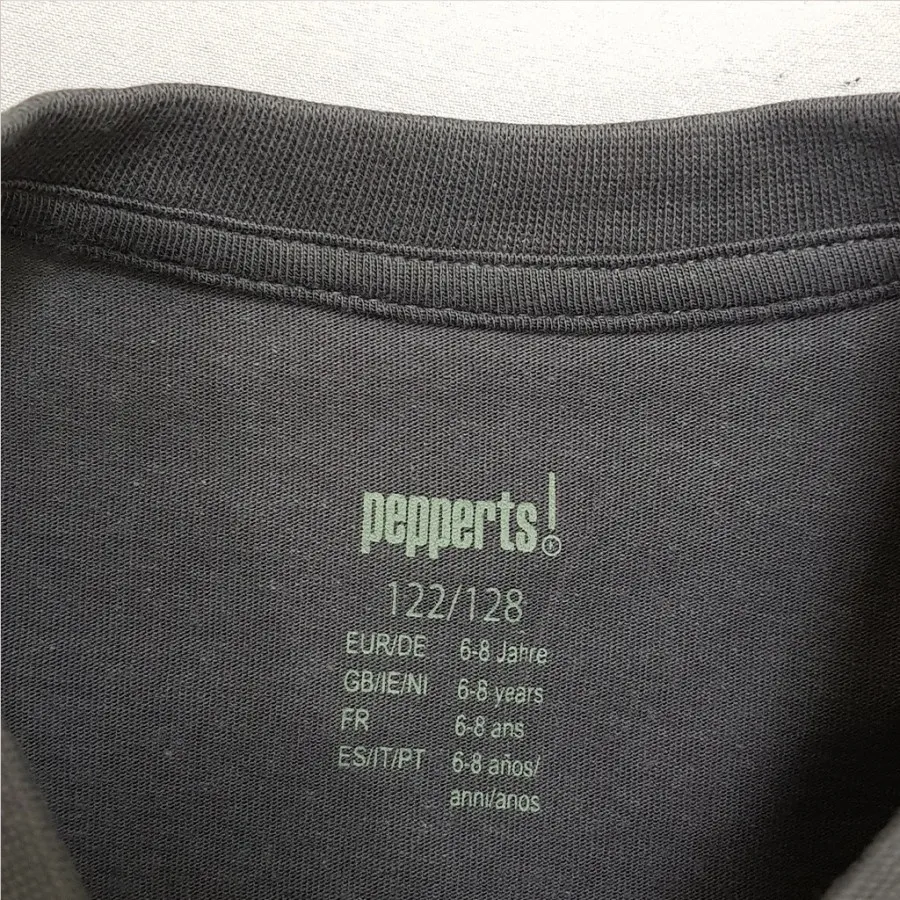 pepperts!®
122/128
EUR/DE 6-8 Jahre
GB/IE/NI 6-8 years
FR 6-8 ans
ES/IT/PT 6-8 años/
anni/anos